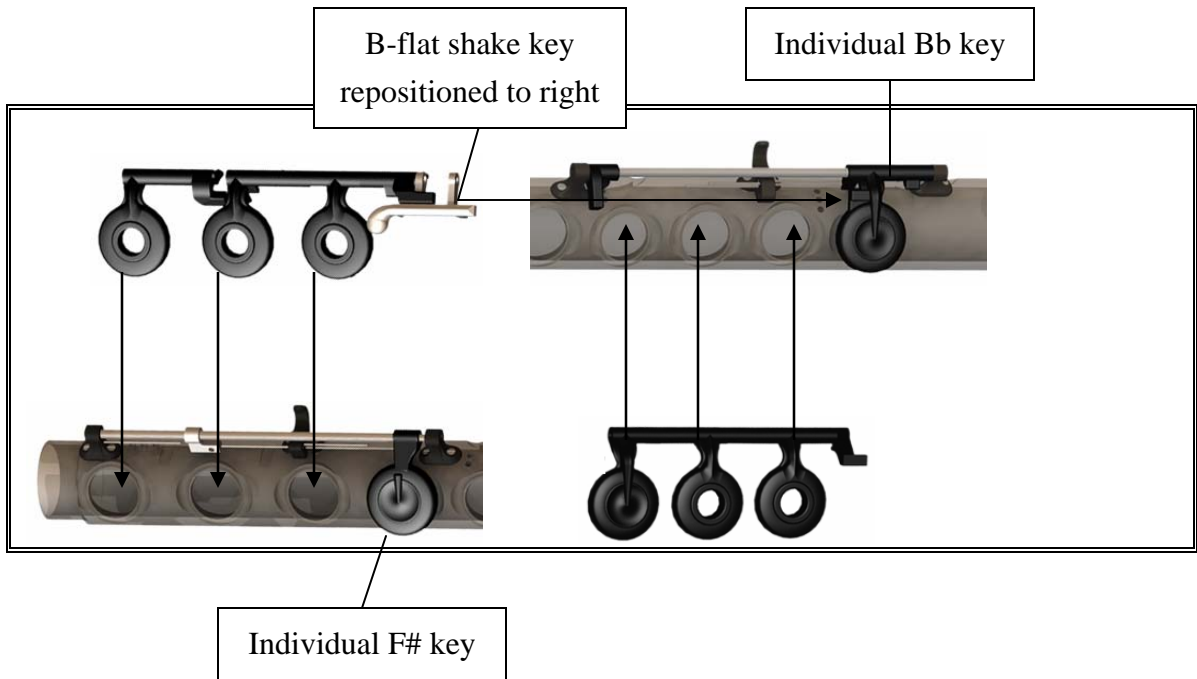 B-flat shake key
repositioned to right
Individual Bb key
Individual F# key